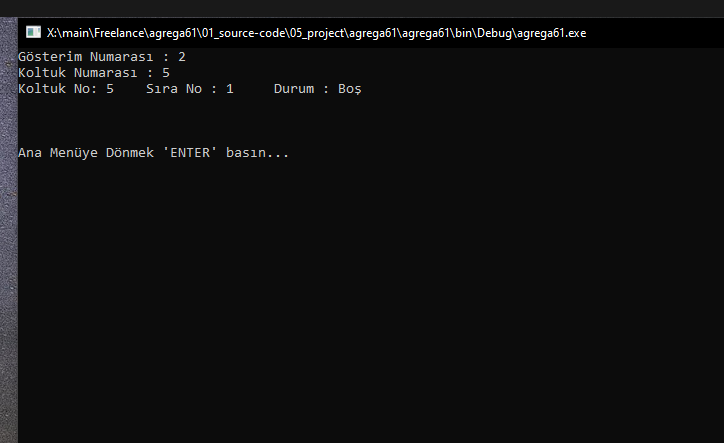 X:\main\Freelance\agrega61\01_source-code\05_project\agrega61\agrega61\bin\Debug\agrega61.exe
Gösterim Numarası : 2
Koltuk Numarası : 5
Koltuk No: 5    Sıra No : 1     Durum : Boş
Ana Menüye Dönmek 'ENTER' basın...